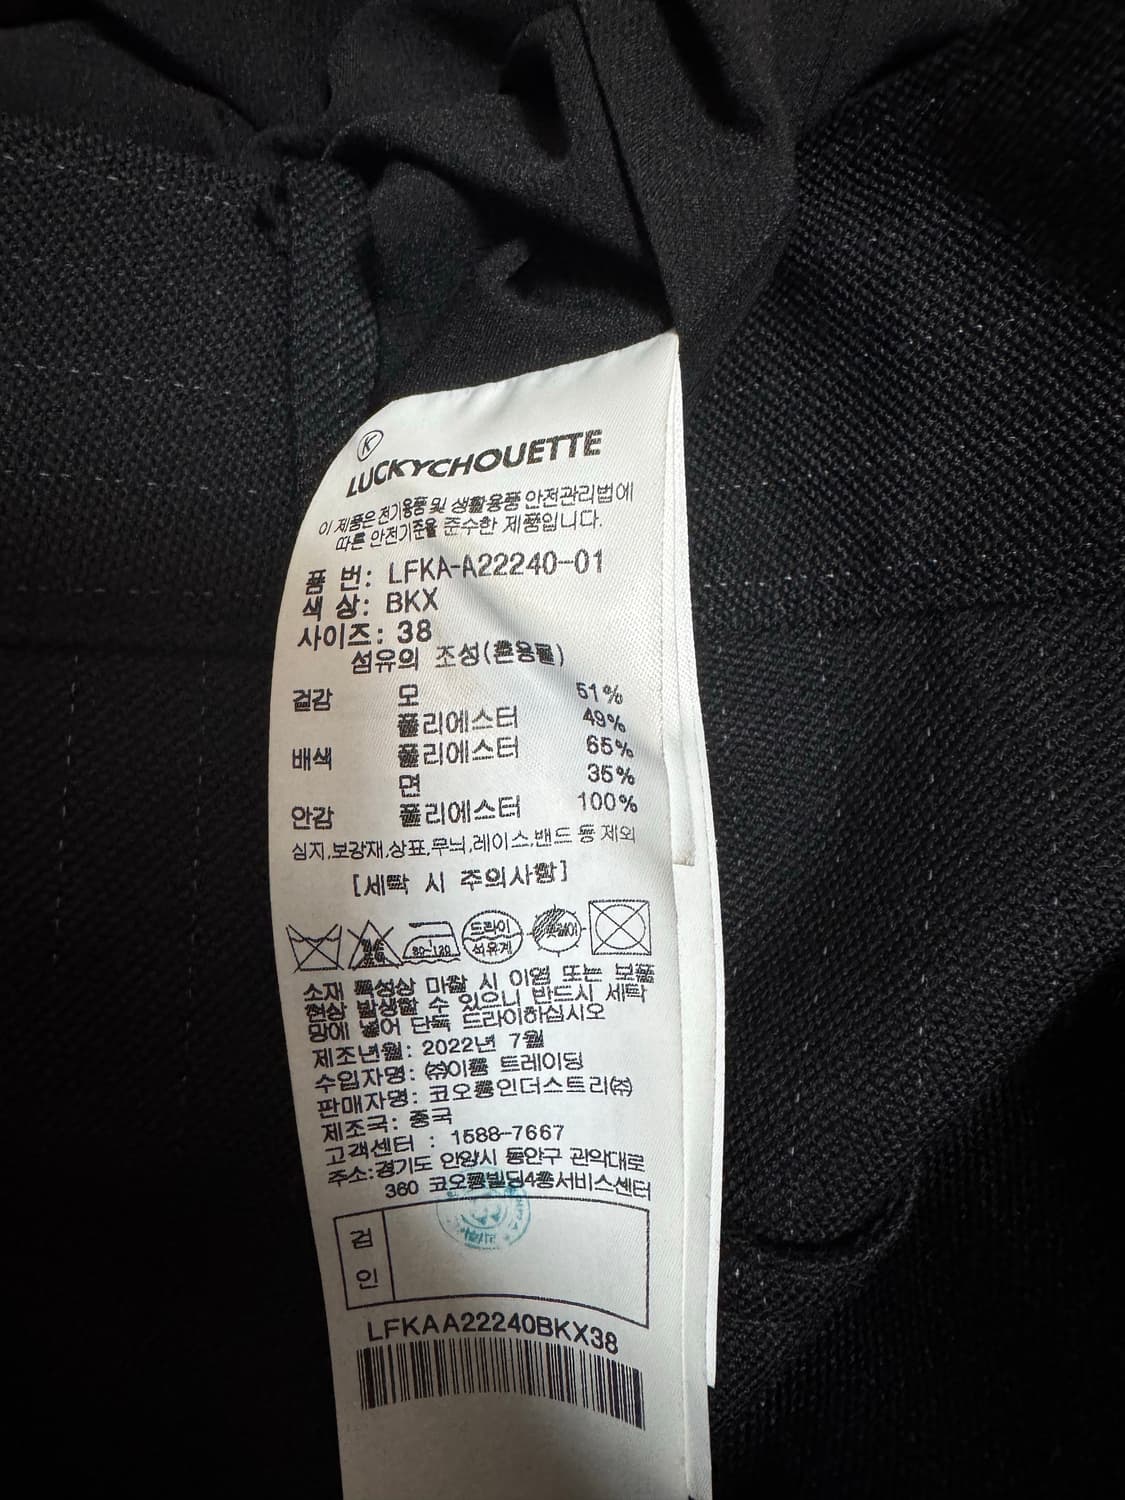 K
LUCKYCHOUETTE
이 제품은 전기용품 및 생활용품 안전관리법에
따른 안전기준을 준수한 제품입니다.
품 번: LFKA-A22240-01
색 상: BKX
사이즈: 38
섬유의 조성(혼용률)
겉감 모 51%
폴리에스터 49%
배색 폴리에스터 65%
면 35%
안감 폴리에스터 100%
심지,보강재,상표,무늬,레이스,밴드 등 제외
[세탁 시 주의사항]
80~120 드라이 석유계
소재 특성상 마찰 시 이염 또는 보풀
현상 발생할 수 있으니 반드시 세탁
망에 넣어 단독 드라이하십시오
제조년월: 2022년 7월
수입자명: ㈜이룸 트레이딩
판매자명: 코오롱인더스트리㈜
제조국: 중국
고객센터 : 1588-7667
주소:경기도 안양시 동안구 관악대로
360 코오롱빌딩4층서비스센터
검
인
LFKAA22240BKX38